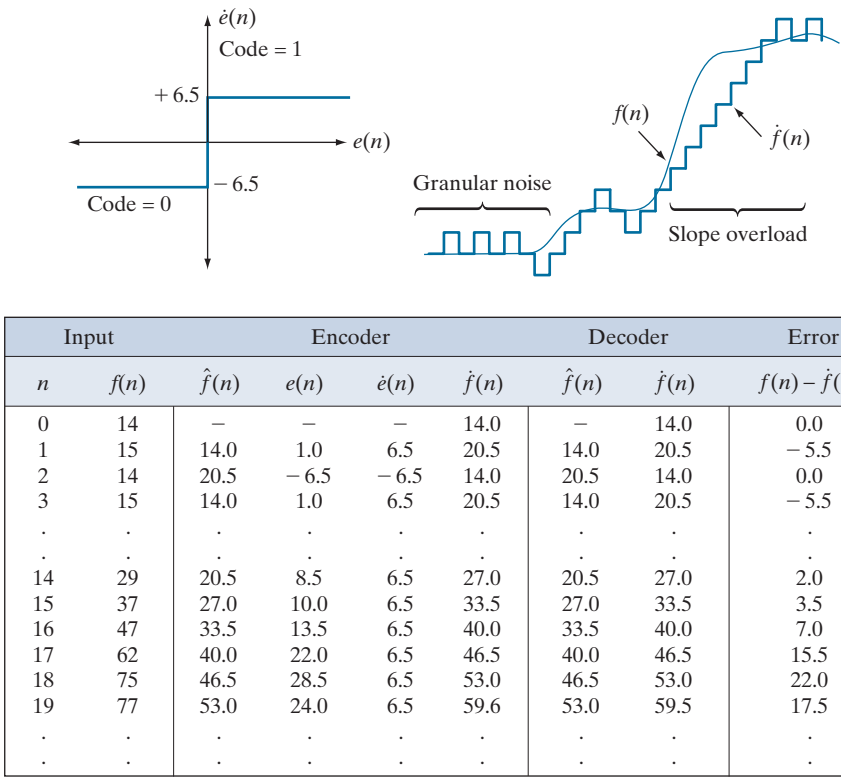 ė(n)
Code = 1
+ 6.5
e(n)
− 6.5
Code = 0
f(n)
ḟ(n)
Granular noise
Slope overload
Input Encoder Decoder Error
n f(n) f̂(n) e(n) ė(n) ḟ(n) f̂(n) ḟ(n) f(n) – ḟ(
0 14 – – – 14.0 – 14.0 0.0
1 15 14.0 1.0 6.5 20.5 14.0 20.5 − 5.5
2 14 20.5 − 6.5 − 6.5 14.0 20.5 14.0 0.0
3 15 14.0 1.0 6.5 20.5 14.0 20.5 − 5.5
. . . . . . . . .
. . . . . . . . .
14 29 20.5 8.5 6.5 27.0 20.5 27.0 2.0
15 37 27.0 10.0 6.5 33.5 27.0 33.5 3.5
16 47 33.5 13.5 6.5 40.0 33.5 40.0 7.0
17 62 40.0 22.0 6.5 46.5 40.0 46.5 15.5
18 75 46.5 28.5 6.5 53.0 46.5 53.0 22.0
19 77 53.0 24.0 6.5 59.6 53.0 59.5 17.5
. . . . . . . . .
. . . . . . . . .